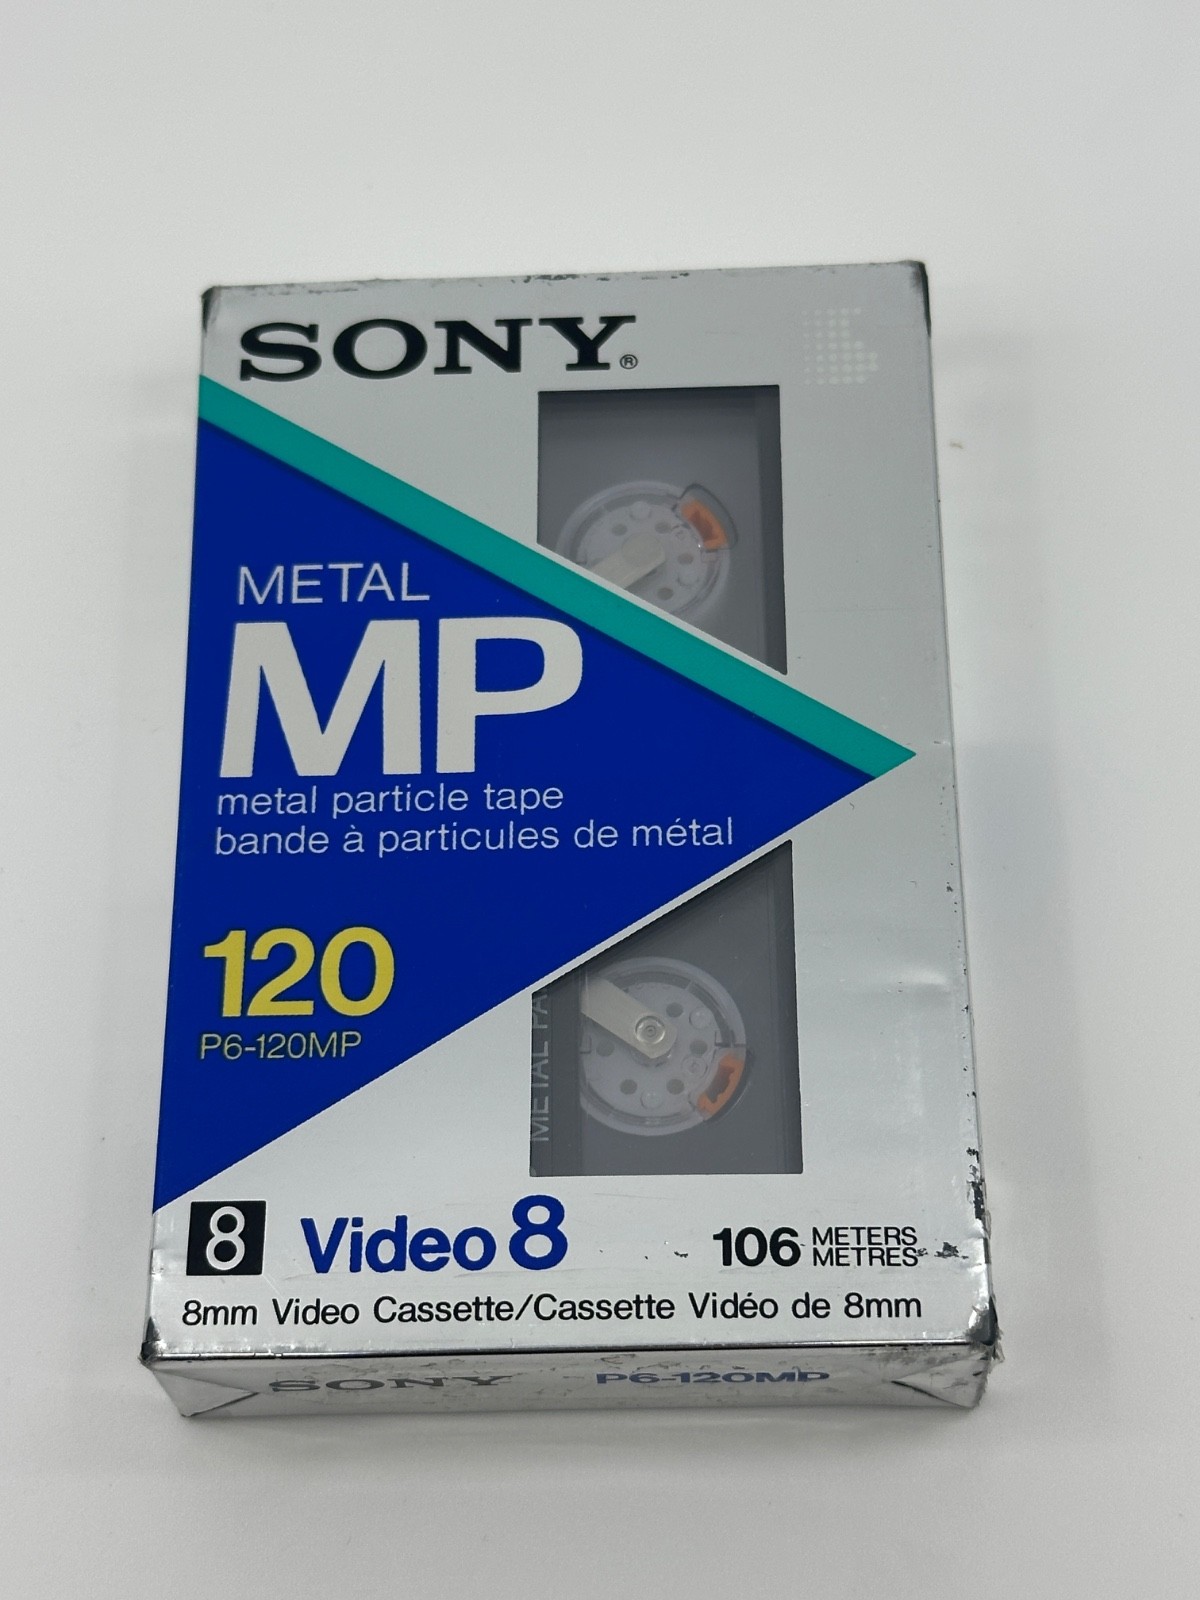 SONY®
METAL
MP
metal particle tape
bande à particules de métal
120
P6-120MP
METAL PA
8 Video 8
106 METERS
METRES
8mm Video Cassette/Cassette Vidéo de 8mm
SONY P6-120MP